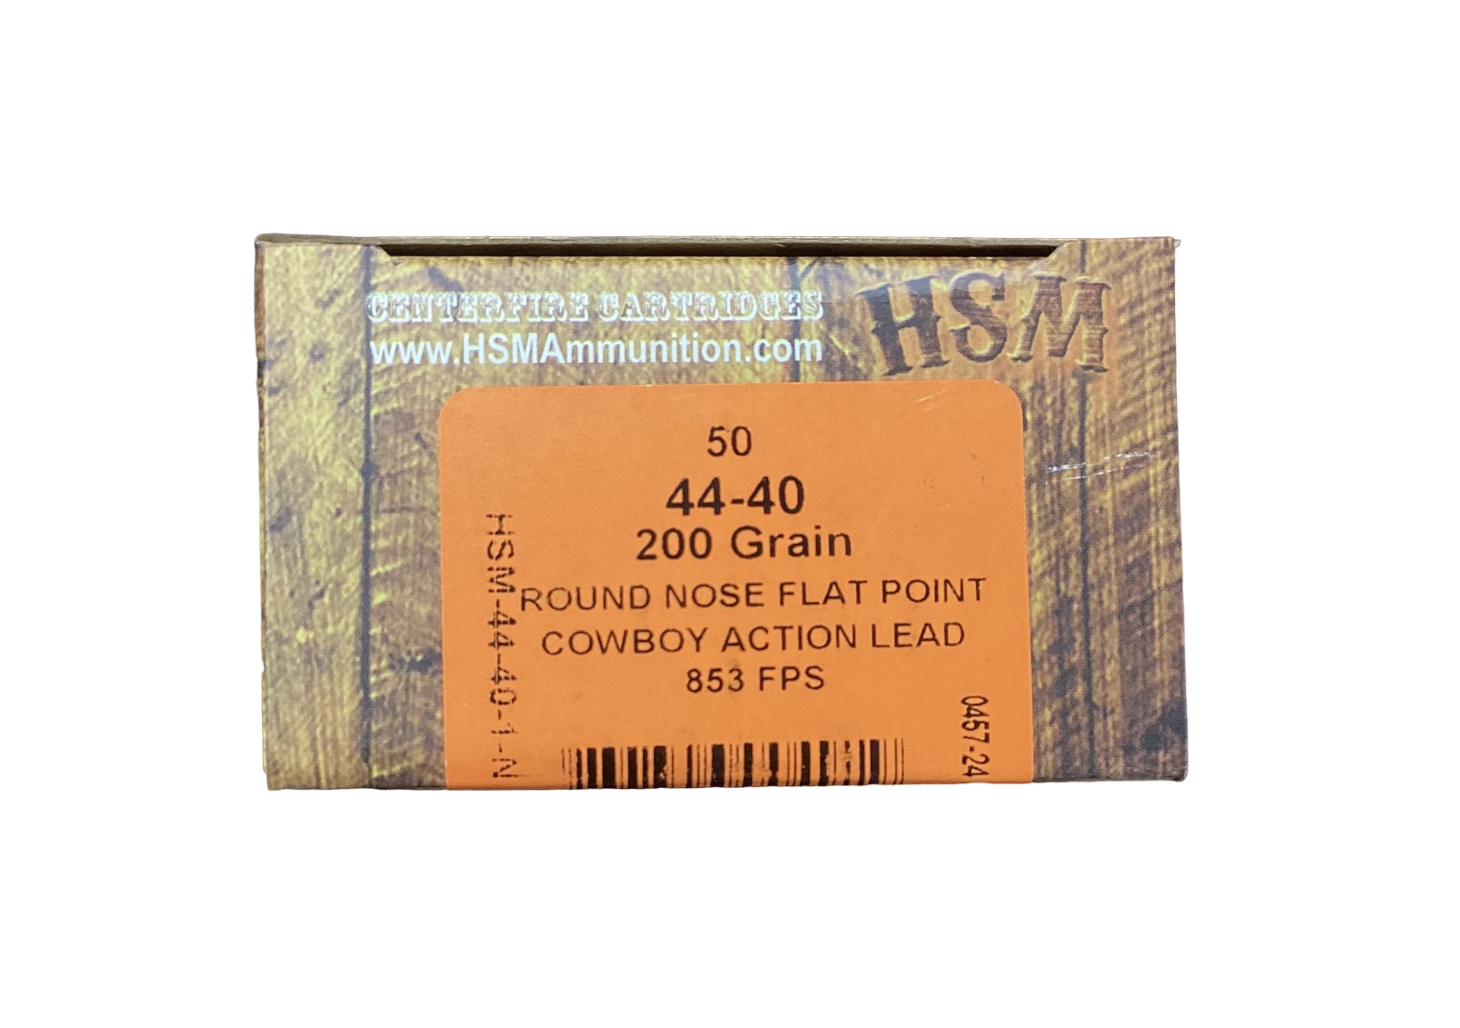 CENTERFIRE CARTRIDGES
www.HSMAmmunition.com
HSM
50
44-40
200 Grain
ROUND NOSE FLAT POINT
COWBOY ACTION LEAD
853 FPS
HSM-44-40-1-N
0457-24